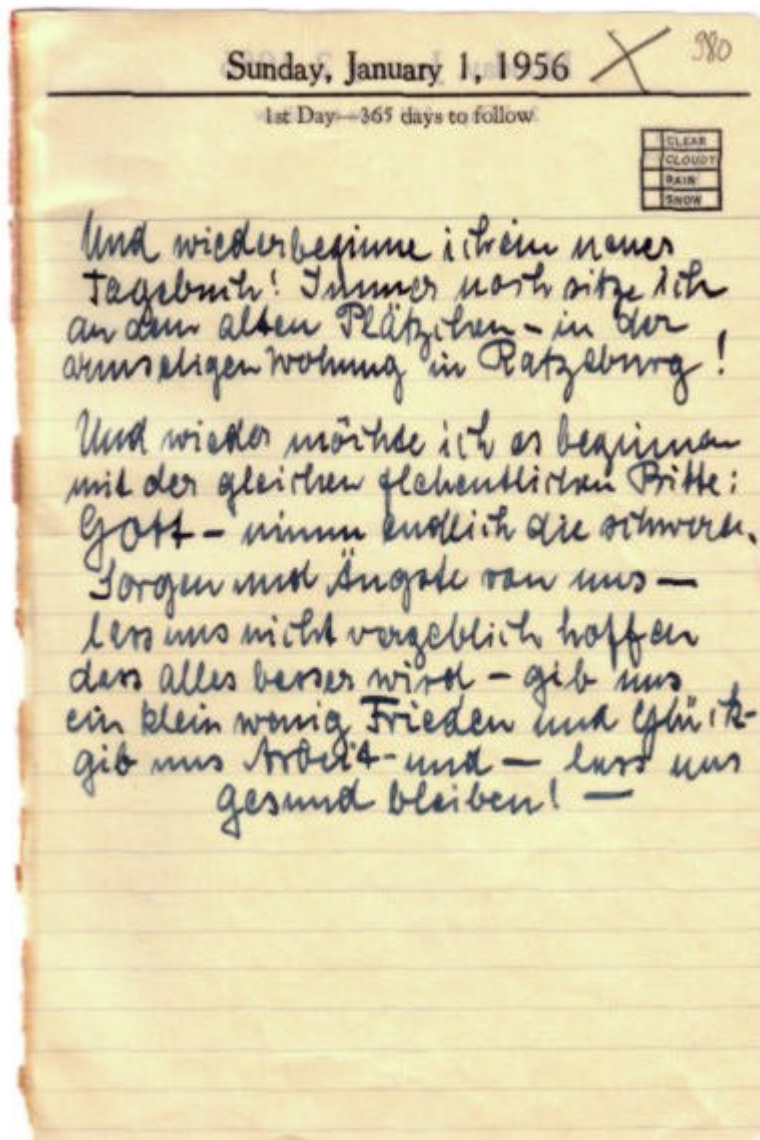 Sunday, January 1, 1956
980
1st Day—365 days to follow
CLEAR
CLOUDY
RAIN
SNOW
Und wieder beginne ich ein neues
Tagebuch! Immer noch sitze ich
an dem alten Plätzchen – in der
armseligen Wohnung in Ratzeburg!
Und wieder möchte ich es beginnen
mit der gleichen flehentlichen Bitte:
Gott – nimm endlich die schweren
Sorgen und Ängste von uns —
lass uns nicht vergeblich hoffen
dass alles besser wird – gib uns
ein klein wenig Frieden und Glück –
gib uns Arbeit – und — lass uns
gesund bleiben! —